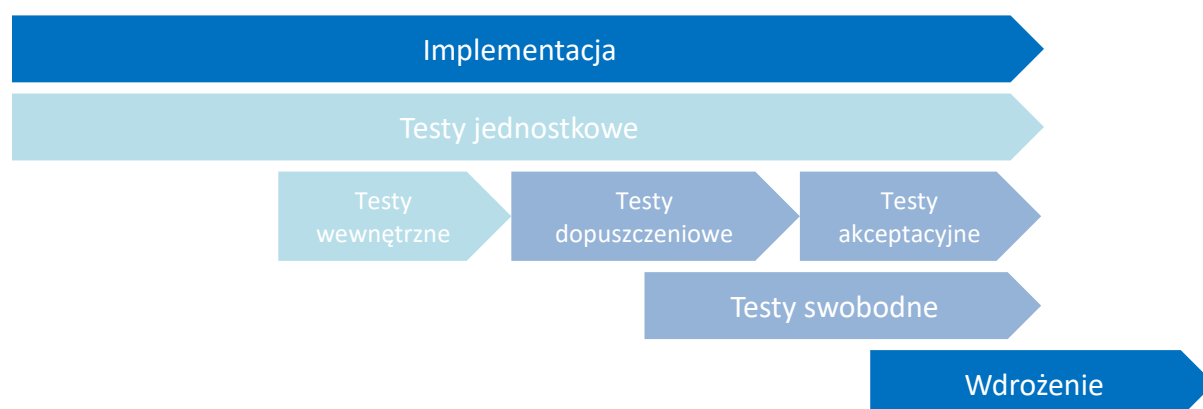 Implementacja
Testy jednostkowe
Testy
wewnętrzne
Testy
dopuszczeniowe
Testy
akceptacyjne
Testy swobodne
Wdrożenie